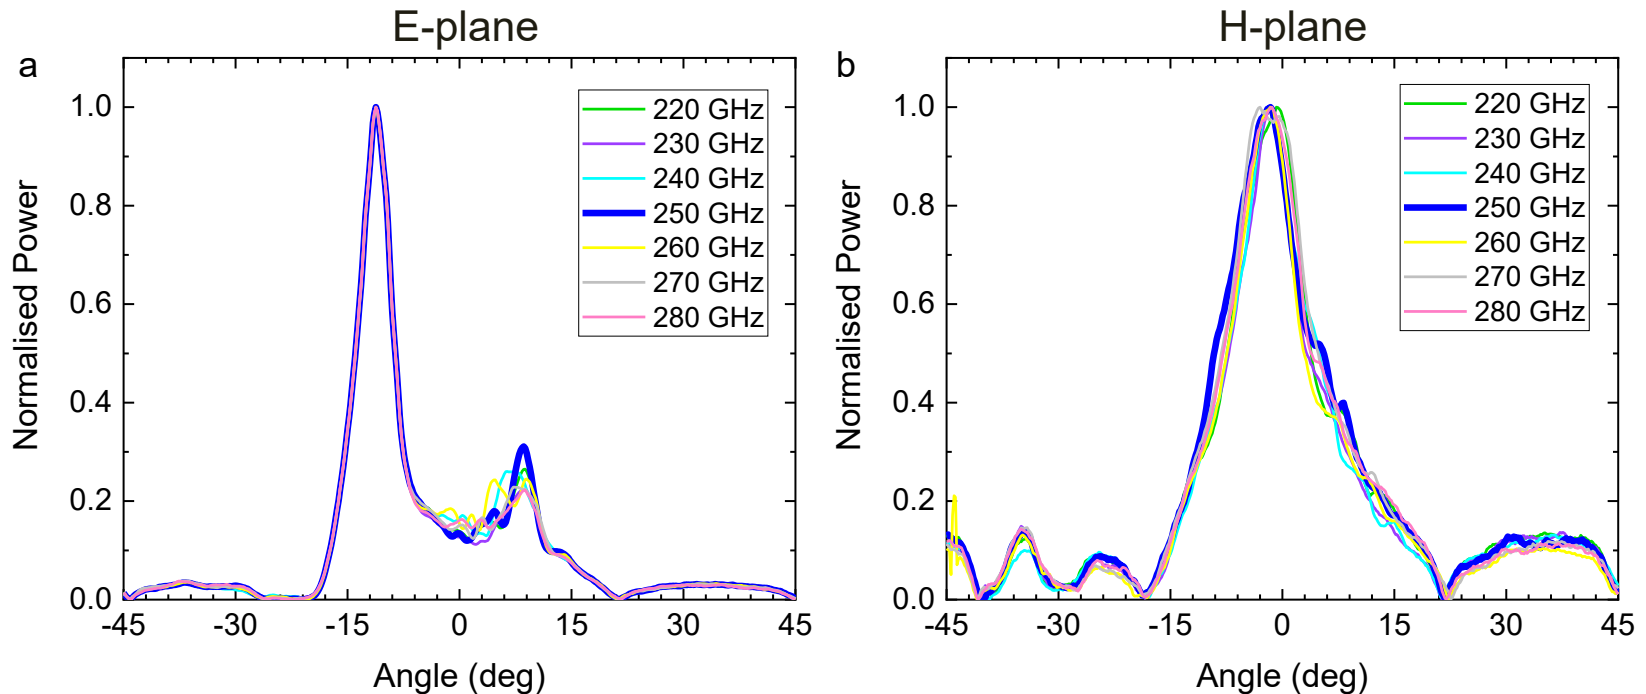 E-plane
a
1.0
0.8
0.6
0.4
0.2
0.0
Normalised Power
220 GHz
230 GHz
240 GHz
250 GHz
260 GHz
270 GHz
280 GHz
-45 -30 -15 0 15 30 45
Angle (deg)
H-plane
b
1.0
0.8
0.6
0.4
0.2
0.0
Normalised Power
220 GHz
230 GHz
240 GHz
250 GHz
260 GHz
270 GHz
280 GHz
-45 -30 -15 0 15 30 45
Angle (deg)